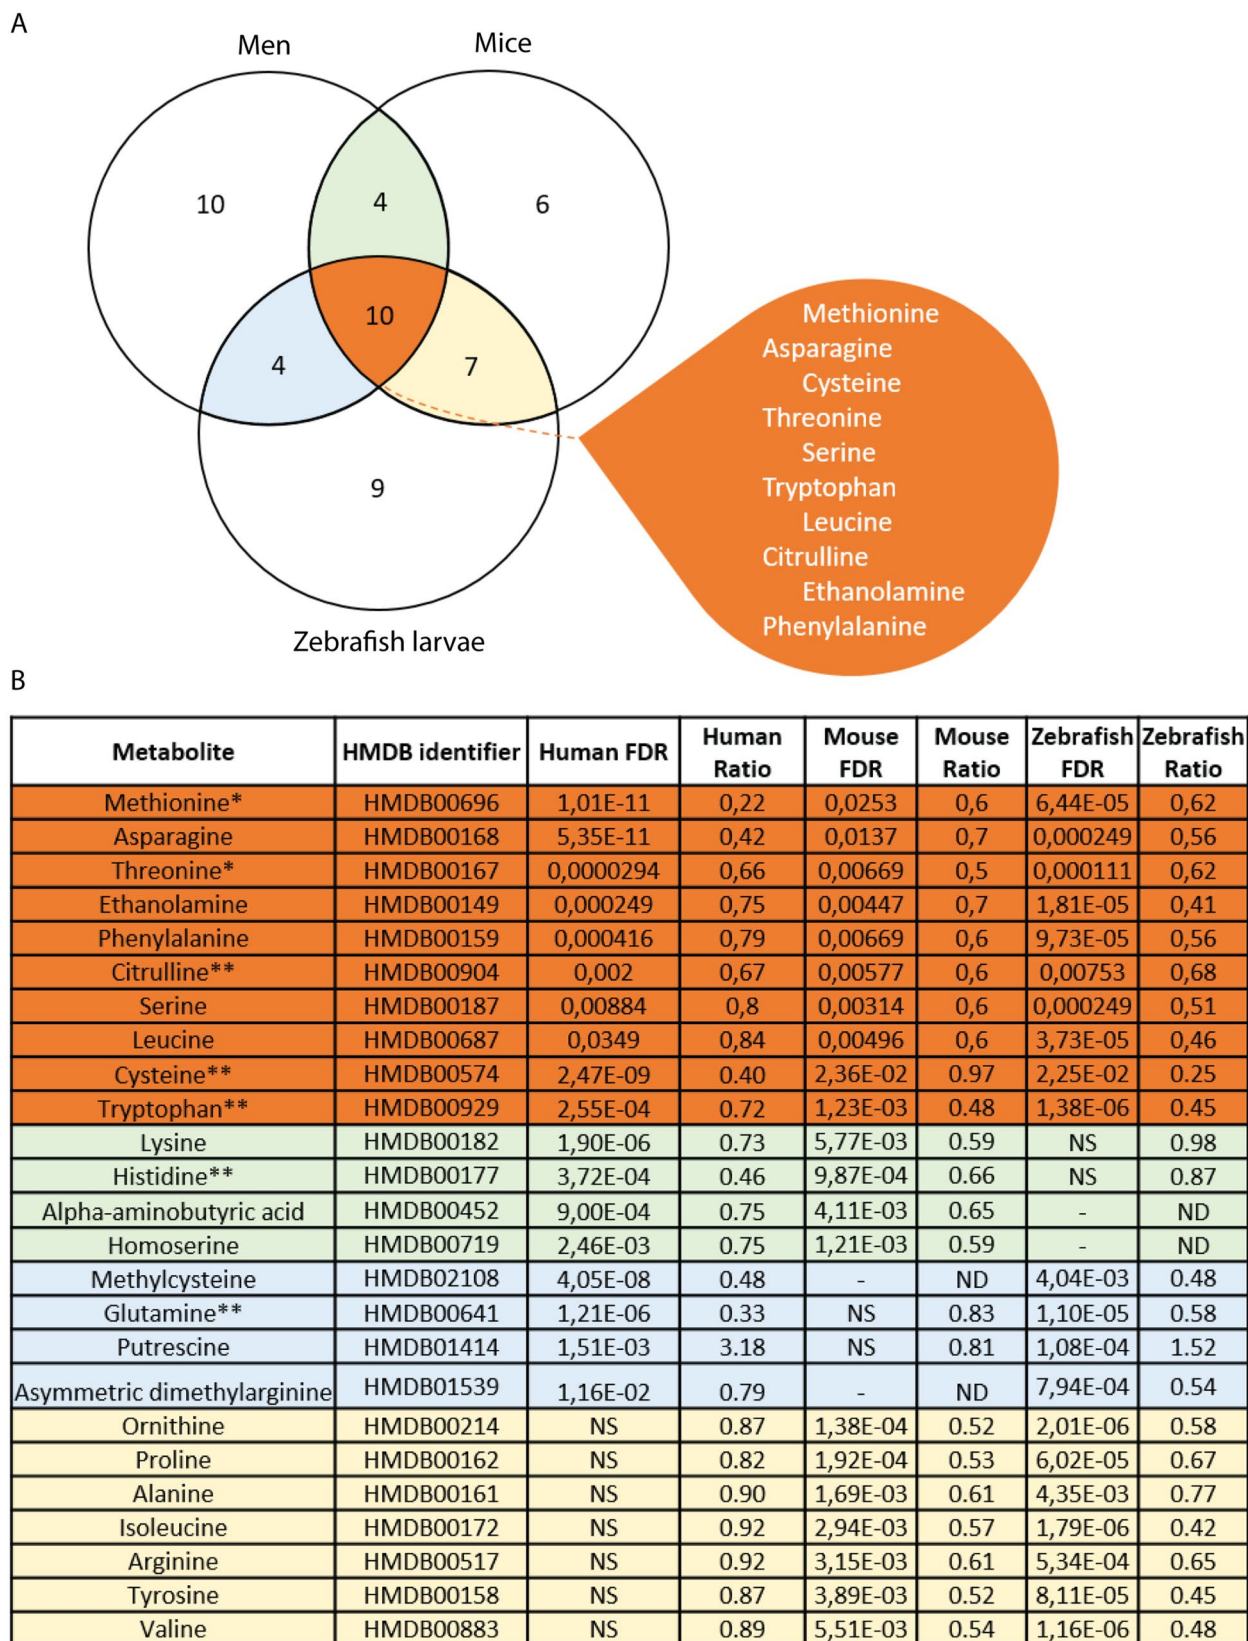 A
Men
Mice
10
4
6
10
4
7
9
Zebrafish larvae
Methionine
Asparagine
Cysteine
Threonine
Serine
Tryptophan
Leucine
Citrulline
Ethanolamine
Phenylalanine
B
Metabolite HMDB identifier Human FDR Human Ratio Mouse FDR Mouse Ratio Zebrafish FDR Zebrafish Ratio
Methionine* HMDB00696 1,01E-11 0,22 0,0253 0,6 6,44E-05 0,62
Asparagine HMDB00168 5,35E-11 0,42 0,0137 0,7 0,000249 0,56
Threonine* HMDB00167 0,0000294 0,66 0,00669 0,5 0,000111 0,62
Ethanolamine HMDB00149 0,000249 0,75 0,00447 0,7 1,81E-05 0,41
Phenylalanine HMDB00159 0,000416 0,79 0,00669 0,6 9,73E-05 0,56
Citrulline** HMDB00904 0,002 0,67 0,00577 0,6 0,00753 0,68
Serine HMDB00187 0,00884 0,8 0,00314 0,6 0,000249 0,51
Leucine HMDB00687 0,0349 0,84 0,00496 0,6 3,73E-05 0,46
Cysteine** HMDB00574 2,47E-09 0.40 2,36E-02 0.97 2,25E-02 0.25
Tryptophan** HMDB00929 2,55E-04 0.72 1,23E-03 0.48 1,38E-06 0.45
Lysine HMDB00182 1,90E-06 0.73 5,77E-03 0.59 NS 0.98
Histidine** HMDB00177 3,72E-04 0.46 9,87E-04 0.66 NS 0.87
Alpha-aminobutyric acid HMDB00452 9,00E-04 0.75 4,11E-03 0.65 - ND
Homoserine HMDB00719 2,46E-03 0.75 1,21E-03 0.59 - ND
Methylcysteine HMDB02108 4,05E-08 0.48 - ND 4,04E-03 0.48
Glutamine** HMDB00641 1,21E-06 0.33 NS 0.83 1,10E-05 0.58
Putrescine HMDB01414 1,51E-03 3.18 NS 0.81 1,08E-04 1.52
Asymmetric dimethylarginine HMDB01539 1,16E-02 0.79 - ND 7,94E-04 0.54
Ornithine HMDB00214 NS 0.87 1,38E-04 0.52 2,01E-06 0.58
Proline HMDB00162 NS 0.82 1,92E-04 0.53 6,02E-05 0.67
Alanine HMDB00161 NS 0.90 1,69E-03 0.61 4,35E-03 0.77
Isoleucine HMDB00172 NS 0.92 2,94E-03 0.57 1,79E-06 0.42
Arginine HMDB00517 NS 0.92 3,15E-03 0.61 5,34E-04 0.65
Tyrosine HMDB00158 NS 0.87 3,89E-03 0.52 8,11E-05 0.45
Valine HMDB00883 NS 0.89 5,51E-03 0.54 1,16E-06 0.48